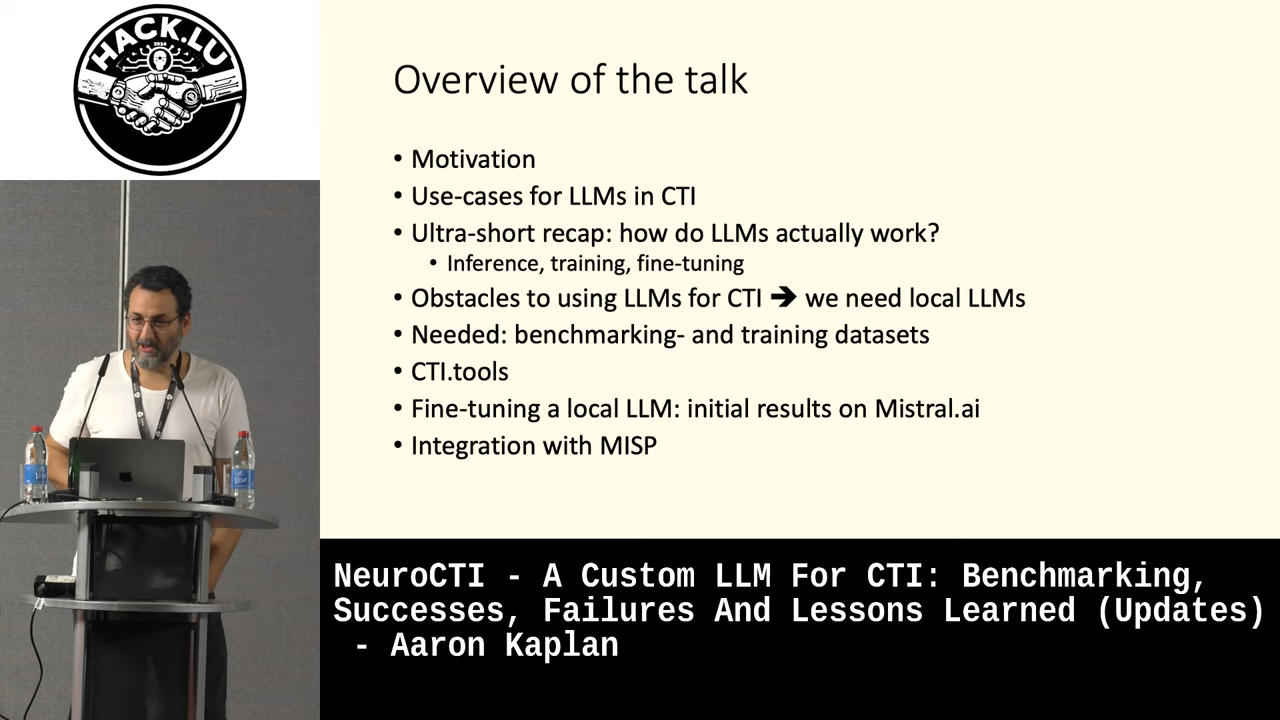 HACK.LU
2024
Overview of the talk
• Motivation
• Use-cases for LLMs in CTI
• Ultra-short recap: how do LLMs actually work?
• Inference, training, fine-tuning
• Obstacles to using LLMs for CTI ➔ we need local LLMs
• Needed: benchmarking- and training datasets
• CTI.tools
• Fine-tuning a local LLM: initial results on Mistral.ai
• Integration with MISP
NeuroCTI - A Custom LLM For CTI: Benchmarking,
Successes, Failures And Lessons Learned (Updates)
- Aaron Kaplan